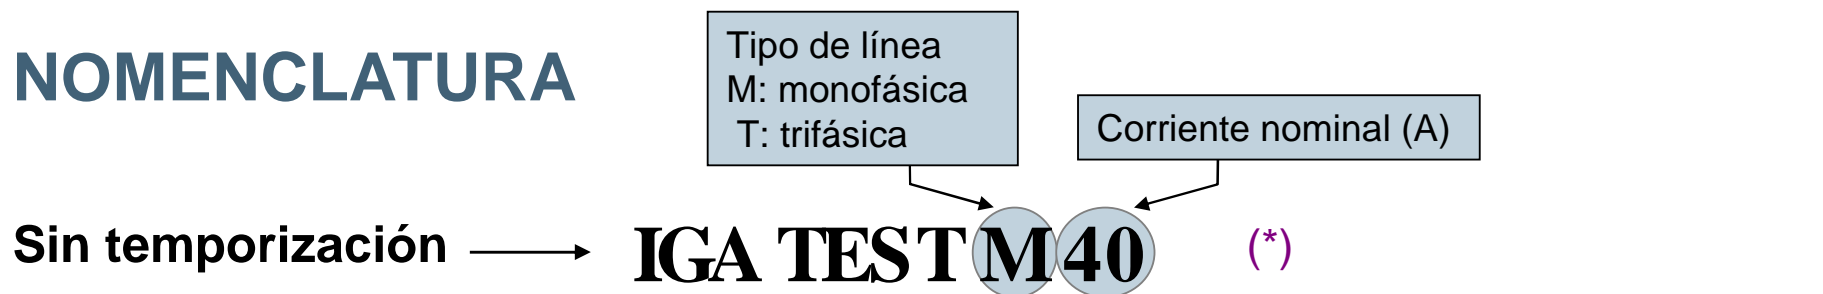 NOMENCLATURA
Tipo de línea
M: monofásica
T: trifásica
Corriente nominal (A)
Sin temporización
IGA TEST M 40
(*)